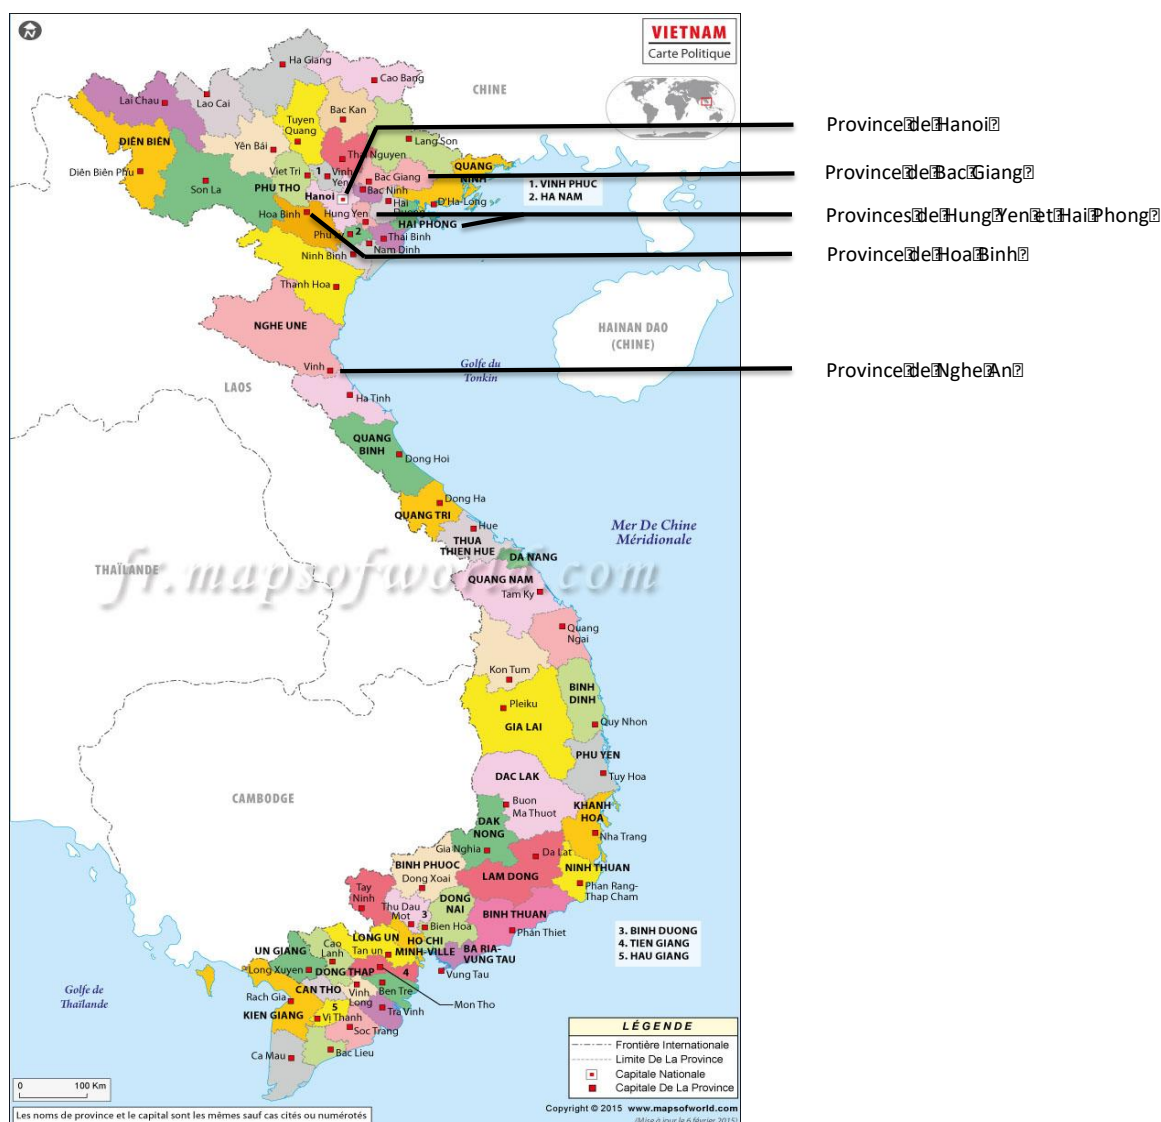 VIETNAM
Carte Politique
Ha Giang
Cao Bang
CHINE
Lai Chau
Lao Cai
Bac Kan
Tuyen
Quang
Province de Hanoi
Lang Son
DIÊN BIÊN
Yên Bái
Thai Nguyen
QUANG
NINH
Diên Biên Phu
Viet Tri
1
Vinh
Yen
Bac Giang
Province de Bac Giang
Son La
PHU THO
Bac Ninh
1. VINH PHUC
2. HA NAM
Hanoi
Hai
Duong
D'Ha-Long
Hoa Binh
Hung Yen
HAI PHONG
Provinces de Hung Yen et Hai Phong
Phu Ly
2
Thai Binh
Nam Dinh
Ninh Binh
Province de Hoa Binh
Thanh Hoa
NGHE UNE
HAINAN DAO
(CHINE)
Vinh
Golfe du
Tonkin
Province de Nghe An
LAOS
Ha Tinh
QUANG
BINH
Dong Hoi
Dong Ha
QUANG TRI
Hue
Mer De Chine
Méridionale
THUA
THIEN HUE
DA NANG
THAÏLANDE
fr.mapsofworld.com
QUANG NAM
Tam Ky
Quang
Ngai
Kon Tum
BINH
DINH
Pleiku
GIA LAI
Quy Nhon
PHU YEN
DAC LAK
Tuy Hoa
CAMBODGE
Buon
Ma Thuot
KHANH
HOA
DAK
NONG
Nha Trang
Gia Nghia
Da Lat
BINH PHUOC
Dong Xoai
LAM DONG
NINH THUAN
Tay
Ninh
Phan Rang-
Thap Cham
Thu Dau
Mot
3
DONG
NAI
BINH THUAN
Bien Hoa
Phan Thiet
3. BINH DUONG
4. TIEN GIANG
5. HAU GIANG
UN GIANG
Cao
Lanh
LONG UN
Tan un
HO CHI
MINH-VILLE
BA RIA-
VUNG TAU
Long Xuyen
DONG THAP
4
Vung Tau
Golfe de
Thaïlande
Rach Gia
CAN THO
Vinh
Long
Ben Tre
Mon Tho
KIEN GIANG
5
Vi Thanh
Tra Vinh
Soc Trang
Ca Mau
Bac Lieu
LÉGENDE
Frontière Internationale
Limite De La Province
Capitale Nationale
Capitale De La Province
0 100 Km
Les noms de province et le capital sont les mêmes sauf cas cités ou numérotés
Copyright © 2015 www.mapsofworld.com
(Mise à jour le 6 février 2015)